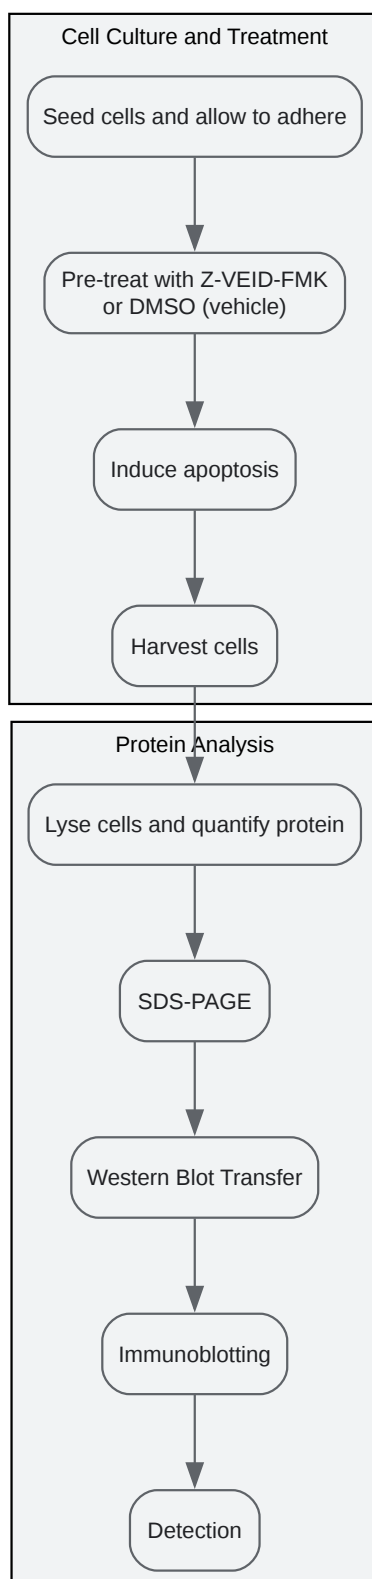 Cell Culture and Treatment
Seed cells and allow to adhere
Pre-treat with Z-VEID-FMK
or DMSO (vehicle)
Induce apoptosis
Harvest cells
Protein Analysis
Lyse cells and quantify protein
SDS-PAGE
Western Blot Transfer
Immunoblotting
Detection